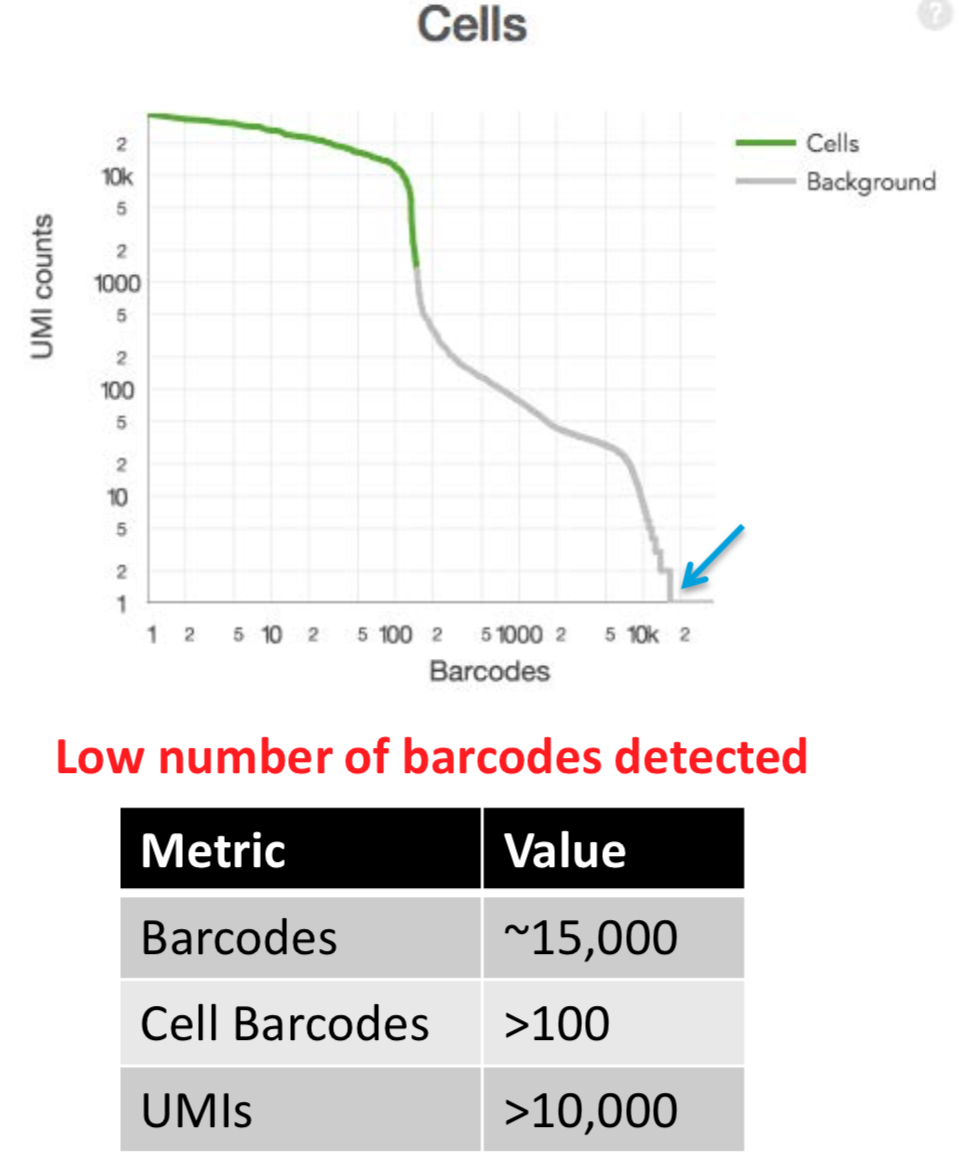 Cells
?
Cells
Background
UMI counts
2
10k
5
2
1000
5
2
100
5
2
10
5
2
1
1 2 5 10 2 5 100 2 5 1000 2 5 10k 2
Barcodes
Low number of barcodes detected
Metric Value
Barcodes ~15,000
Cell Barcodes >100
UMIs >10,000